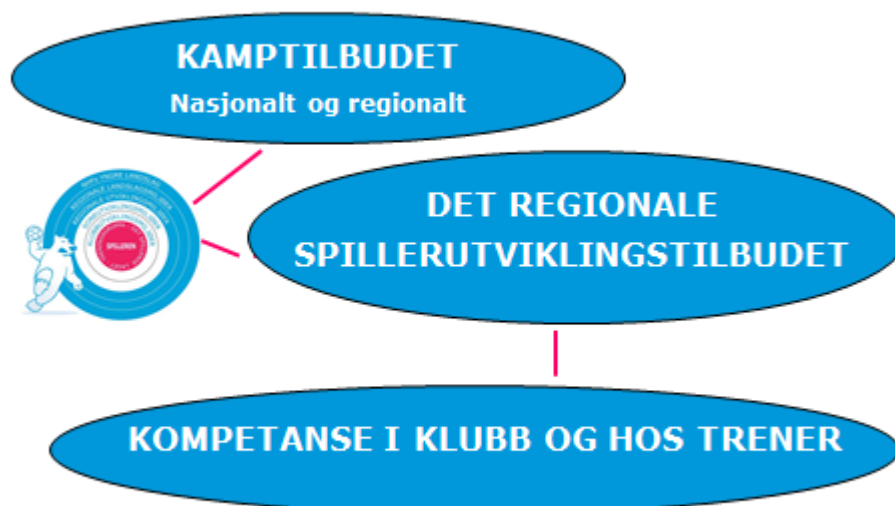 KAMPTILBUDET
Nasjonalt og regionalt
SPILLEREN
DET REGIONALE
SPILLERUTVIKLINGSTILBUDET
KOMPETANSE I KLUBB OG HOS TRENER